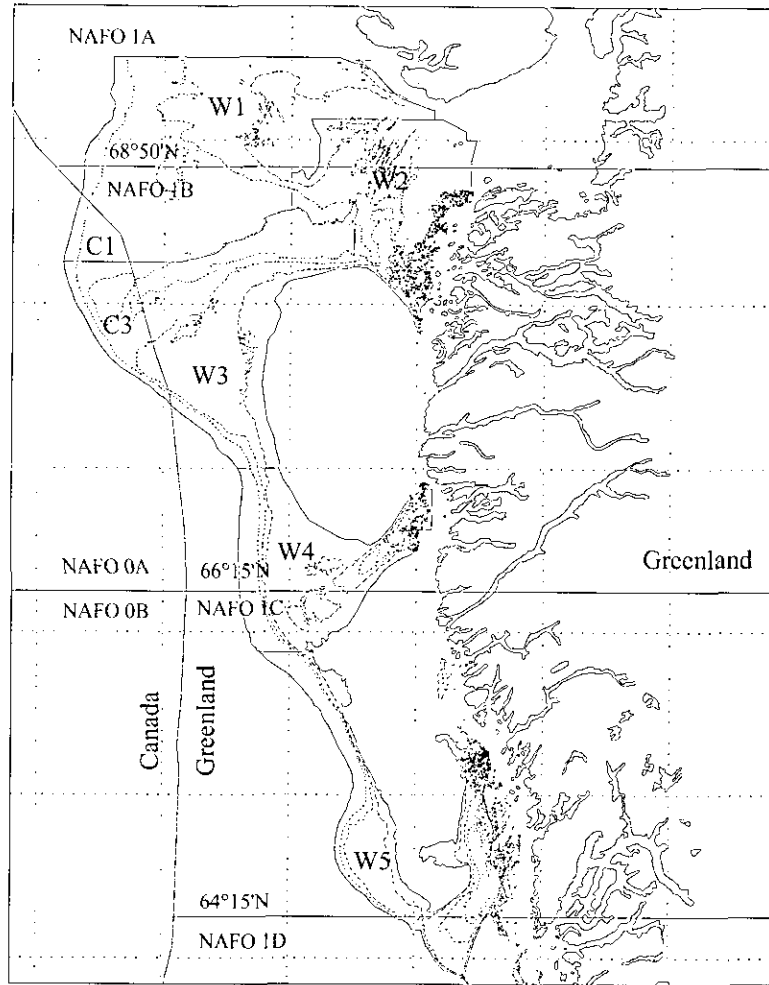 NAFO 1A
W1
68°50'N
NAFO 1B
W2
C1
C3
W3
W4
NAFO 0A
66°15'N
Greenland
NAFO 0B
NAFO 1C
Canada
Greenland
W5
64°15'N
NAFO 1D